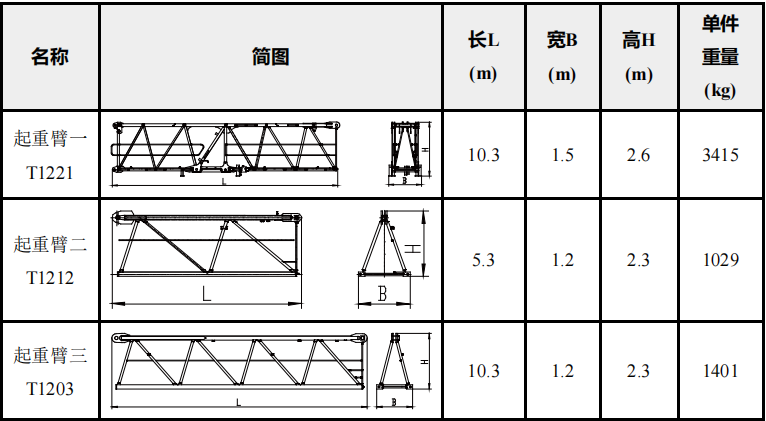 名称 简图 长L (m) 宽B (m) 高H (m) 单件重量 (kg)
起重臂一 T1221 L B H 10.3 1.5 2.6 3415
起重臂二 T1212 L B H 5.3 1.2 2.3 1029
起重臂三 T1203 L B H 10.3 1.2 2.3 1401